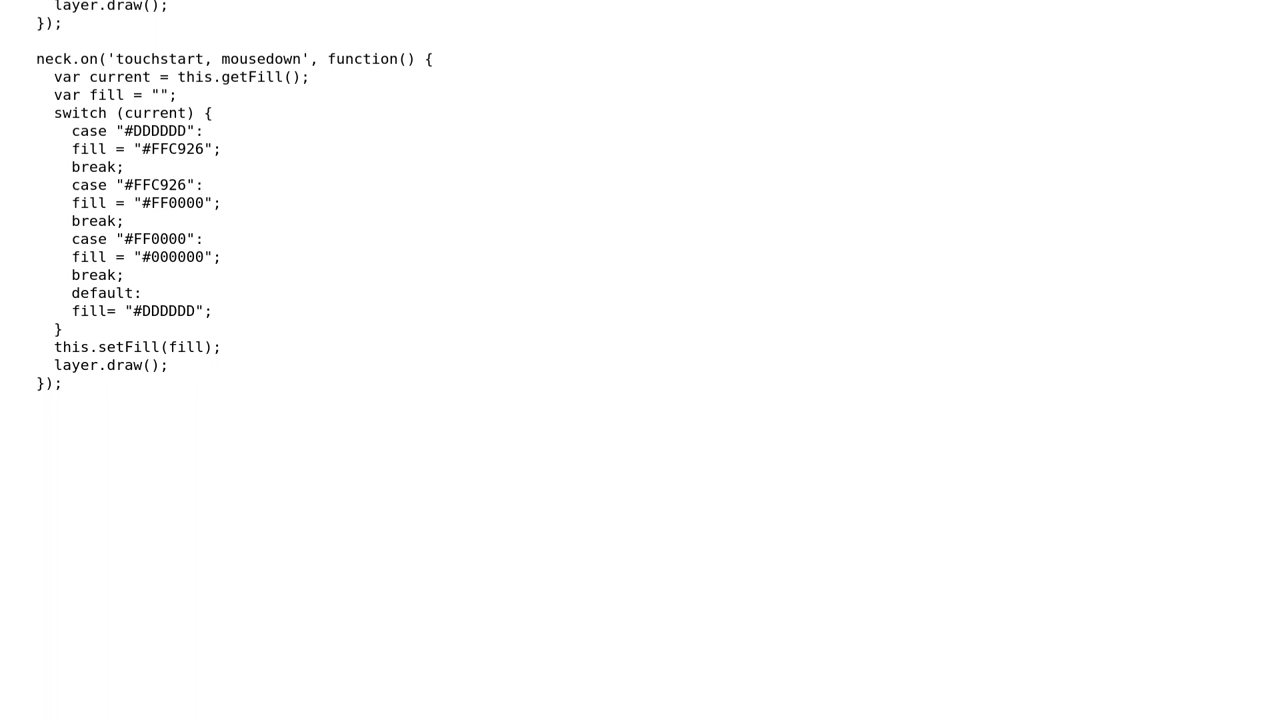 layer.draw();
});
neck.on('touchstart, mousedown', function() {
var current = this.getFill();
var fill = "";
switch (current) {
case "#DDDDDD":
fill = "#FFC926";
break;
case "#FFC926":
fill = "#FF0000";
break;
case "#FF0000":
fill = "#000000";
break;
default:
fill= "#DDDDDD";
}
this.setFill(fill);
layer.draw();
});